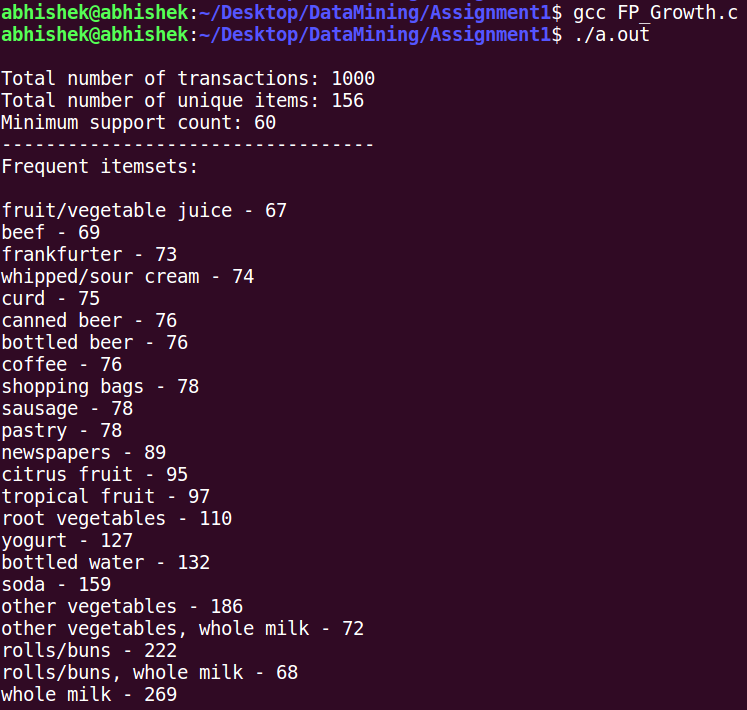 abhishek@abhishek:~/Desktop/DataMining/Assignment1$ gcc FP_Growth.c
abhishek@abhishek:~/Desktop/DataMining/Assignment1$ ./a.out
Total number of transactions: 1000
Total number of unique items: 156
Minimum support count: 60
----------------------------------
Frequent itemsets:
fruit/vegetable juice - 67
beef - 69
frankfurter - 73
whipped/sour cream - 74
curd - 75
canned beer - 76
bottled beer - 76
coffee - 76
shopping bags - 78
sausage - 78
pastry - 78
newspapers - 89
citrus fruit - 95
tropical fruit - 97
root vegetables - 110
yogurt - 127
bottled water - 132
soda - 159
other vegetables - 186
other vegetables, whole milk - 72
rolls/buns - 222
rolls/buns, whole milk - 68
whole milk - 269